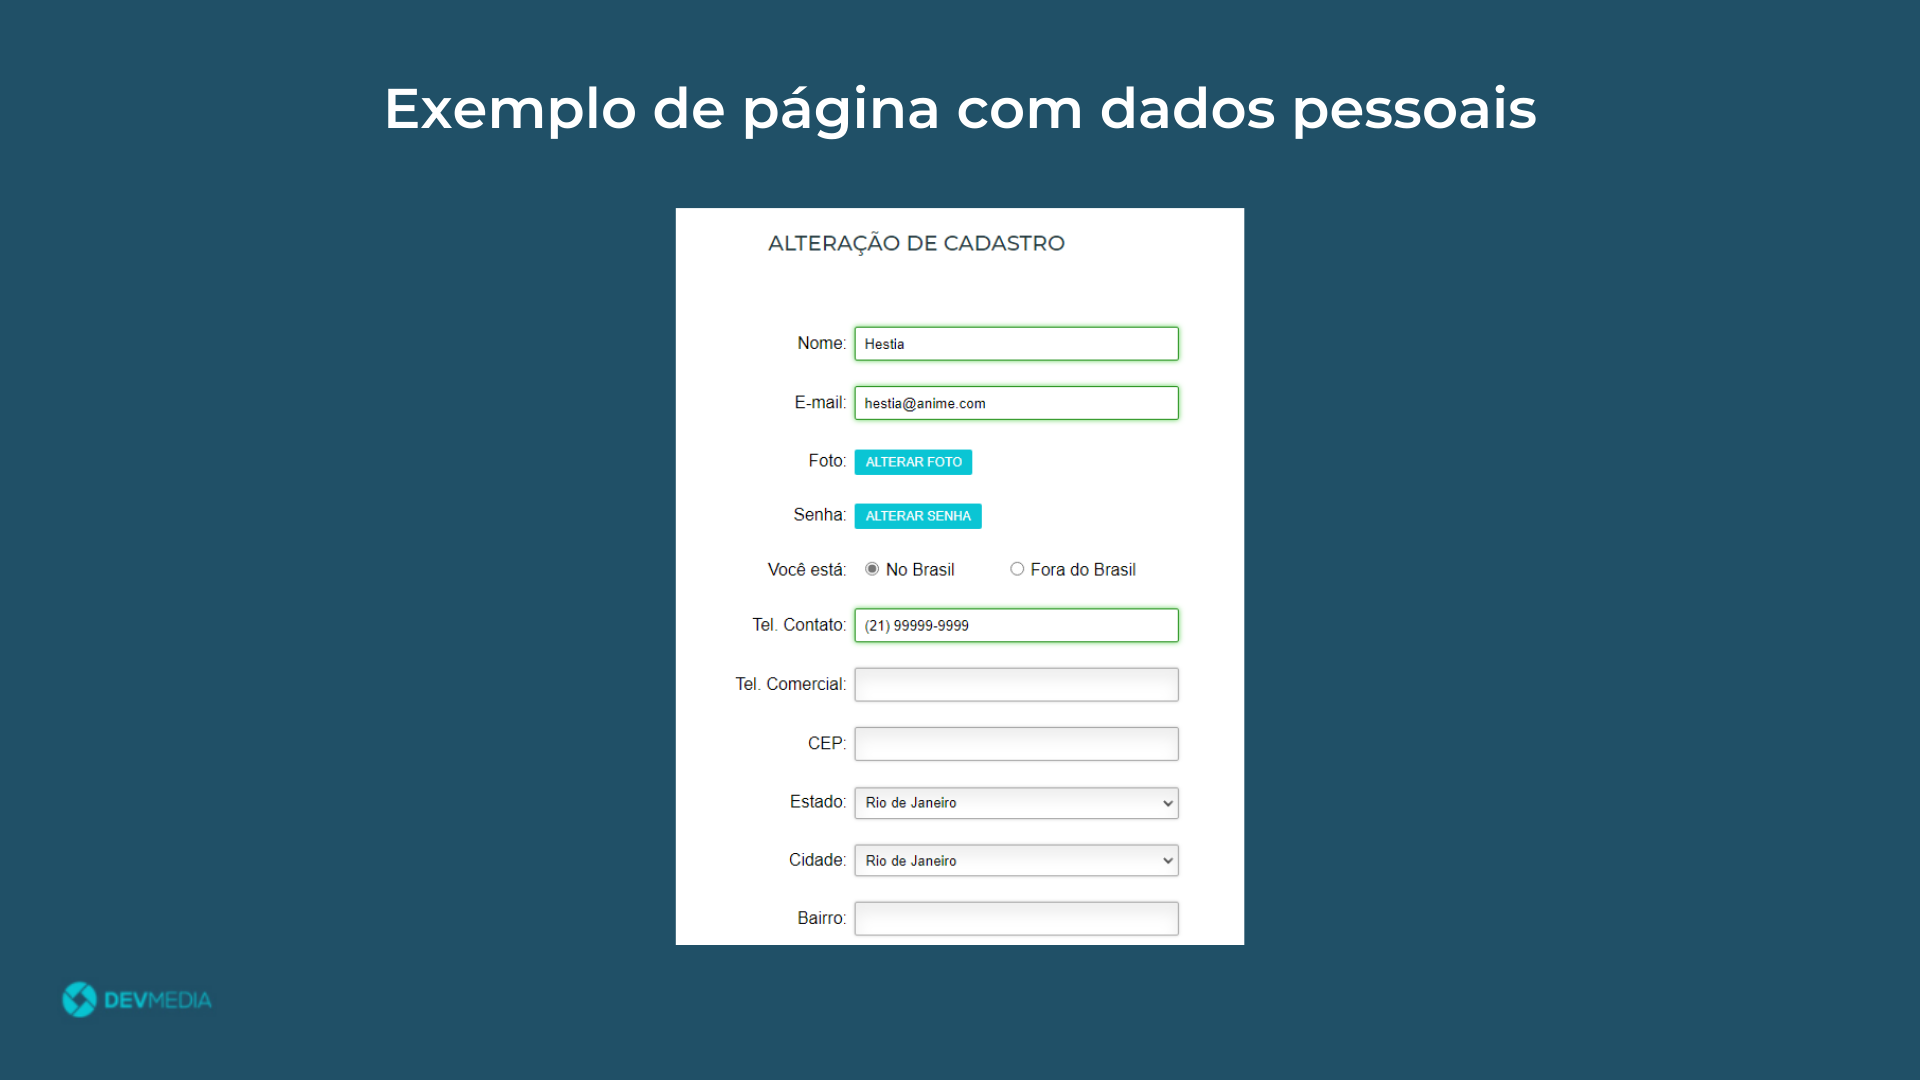 Exemplo de página com dados pessoais
ALTERAÇÃO DE CADASTRO
Nome: Hestia
E-mail: hestia@anime.com
Foto: ALTERAR FOTO
Senha: ALTERAR SENHA
Você está: No Brasil Fora do Brasil
Tel. Contato: (21) 99999-9999
Tel. Comercial:
CEP:
Estado: Rio de Janeiro
Cidade: Rio de Janeiro
Bairro:
DEVMEDIA